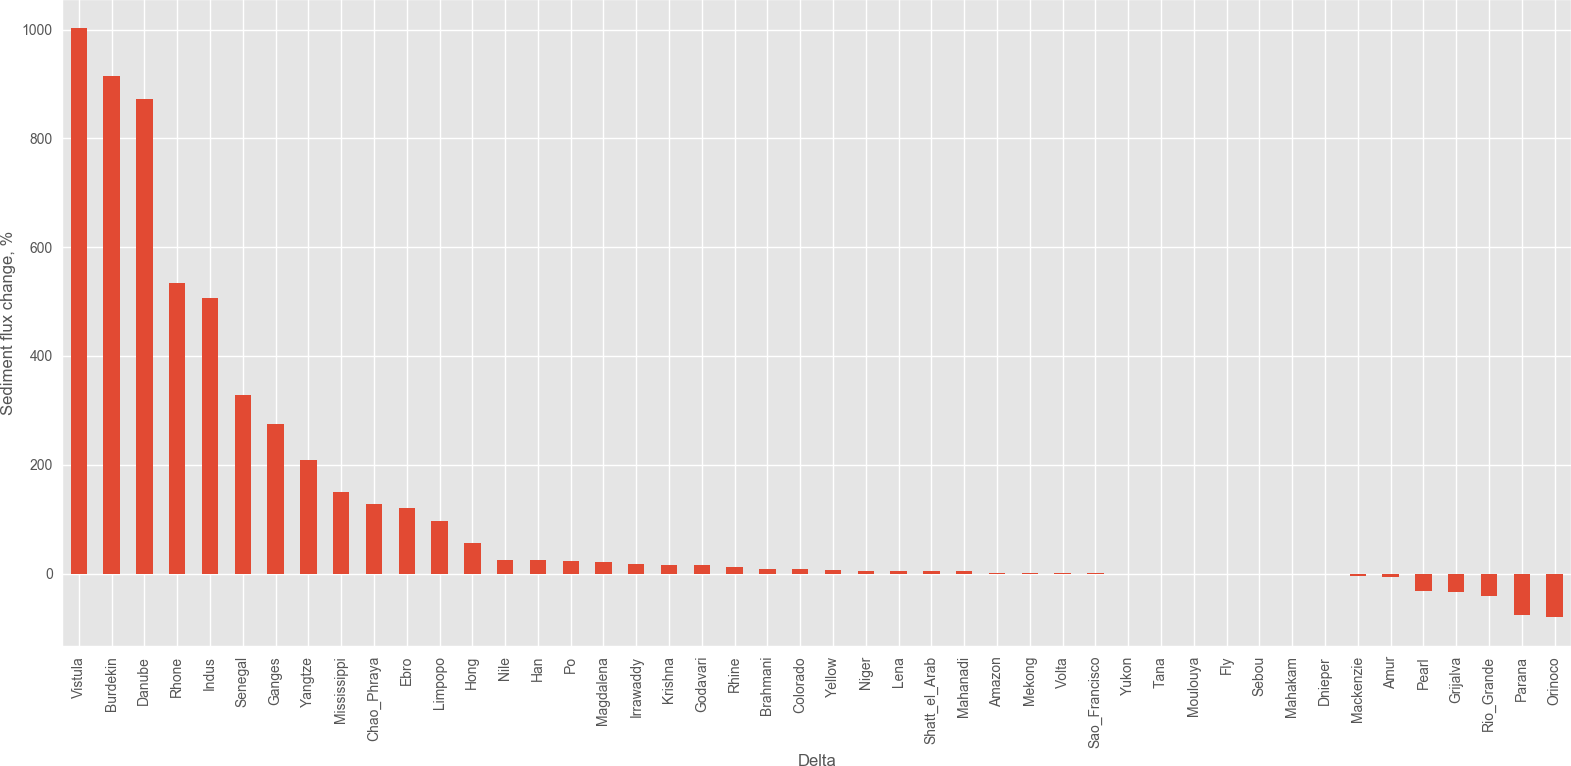 Sediment flux change, %
1000
800
600
400
200
0
Vistula
Burdekin
Danube
Rhone
Indus
Senegal
Ganges
Yangtze
Mississippi
Chao_Phraya
Ebro
Limpopo
Hong
Nile
Han
Po
Magdalena
Irrawaddy
Krishna
Godavari
Rhine
Brahmani
Colorado
Yellow
Niger
Lena
Shatt_el_Arab
Mahanadi
Amazon
Mekong
Volta
Sao_Francisco
Yukon
Tana
Moulouya
Fly
Sebou
Mahakam
Dnieper
Mackenzie
Amur
Pearl
Grijalva
Rio_Grande
Parana
Orinoco
Delta